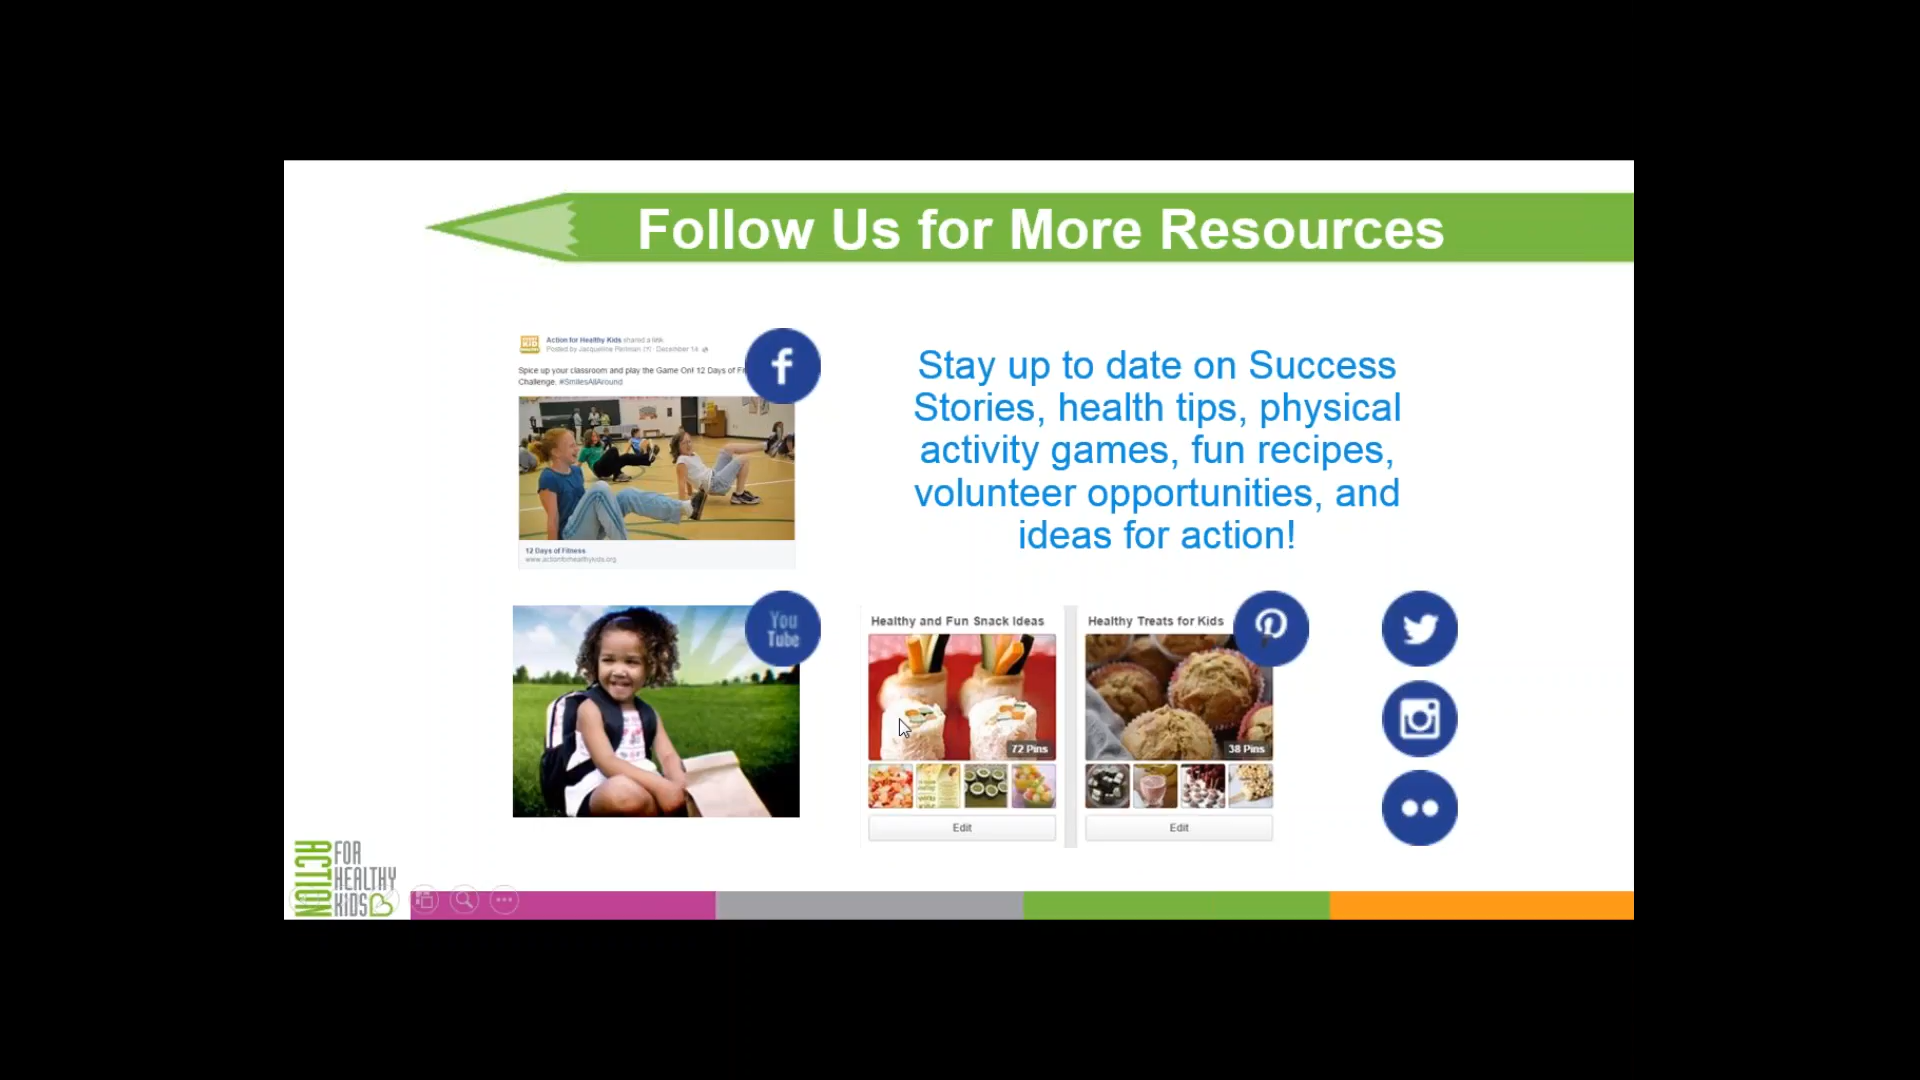 Follow Us for More Resources
Action for Healthy Kids shared a link
Posted by Jacqueline Perlman · December 14
Spice up your classroom and play the Game On! 12 Days of
Challenge. #SmilesAllAround
12 Days of Fitness
www.actionforhealthykids.org
f
Stay up to date on Success
Stories, health tips, physical
activity games, fun recipes,
volunteer opportunities, and
ideas for action!
You
Tube
Healthy and Fun Snack Ideas
72 Pins
Edit
Healthy Treats for Kids
38 Pins
Edit
ACTION
FOR
HEALTHY
KIDS